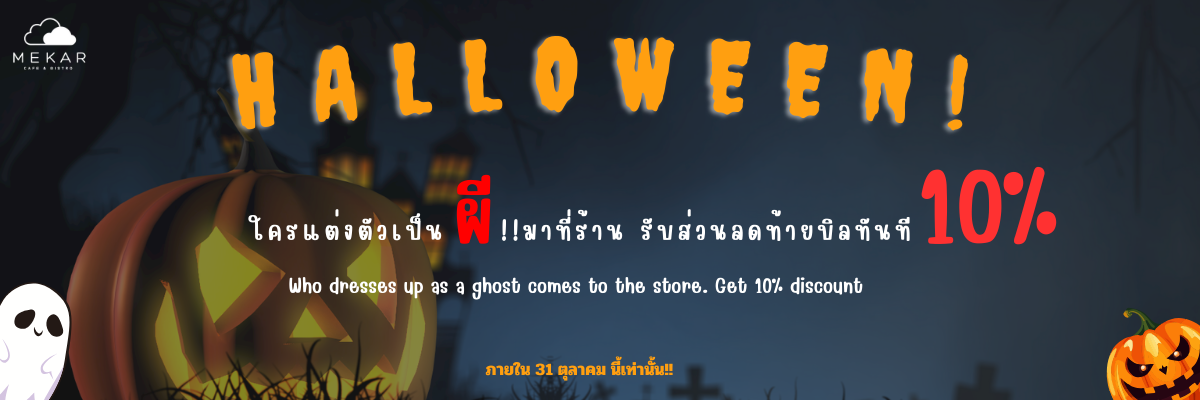 MEKAR
CAFE & BISTRO
HALLOWEEN!
ใครแต่งตัวเป็น ผี !!มาที่ร้าน รับส่วนลดท้ายบิลทันที 10%
Who dresses up as a ghost comes to the store. Get 10% discount
ภายใน 31 ตุลาคม นี้เท่านั้น!!